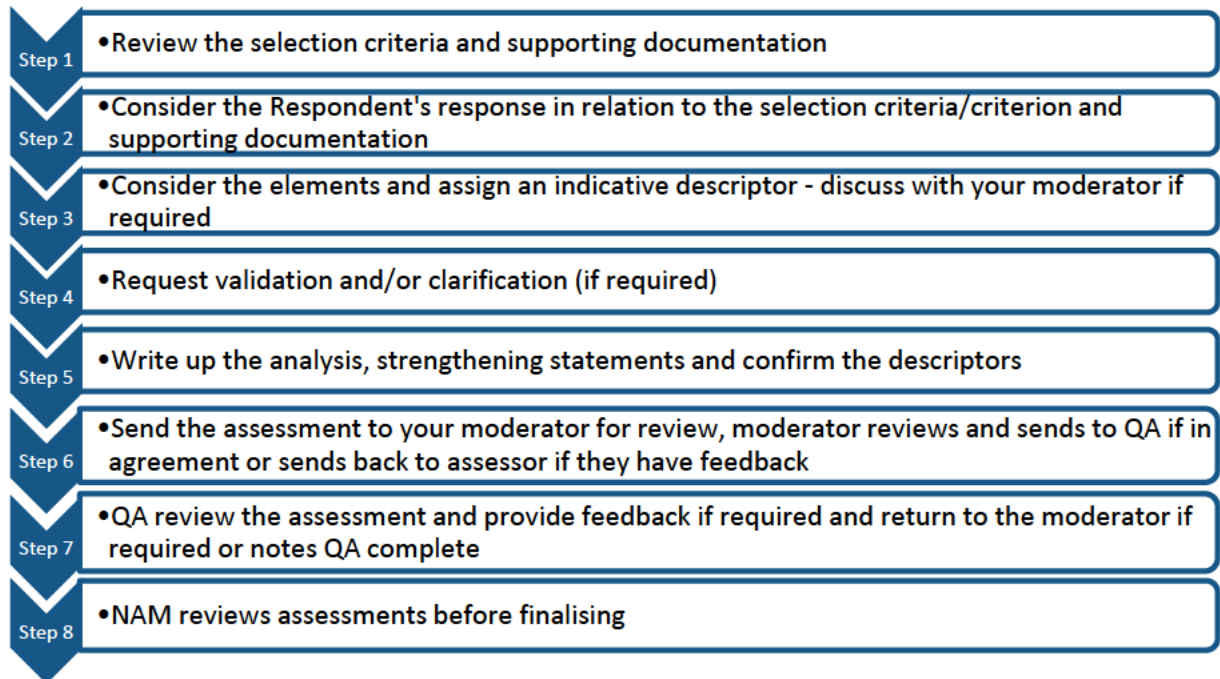 Step 1
•Review the selection criteria and supporting documentation
Step 2
•Consider the Respondent's response in relation to the selection criteria/criterion and
supporting documentation
Step 3
•Consider the elements and assign an indicative descriptor - discuss with your moderator if
required
Step 4
•Request validation and/or clarification (if required)
Step 5
•Write up the analysis, strengthening statements and confirm the descriptors
Step 6
•Send the assessment to your moderator for review, moderator reviews and sends to QA if in
agreement or sends back to assessor if they have feedback
Step 7
•QA review the assessment and provide feedback if required and return to the moderator if
required or notes QA complete
Step 8
•NAM reviews assessments before finalising